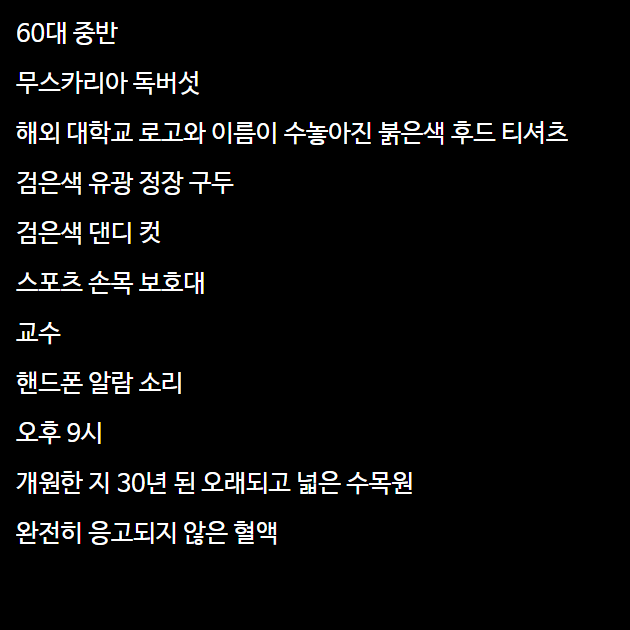 60대 중반
무스카리아 독버섯
해외 대학교 로고와 이름이 수놓아진 붉은색 후드 티셔츠
검은색 유광 정장 구두
검은색 댄디 컷
스포츠 손목 보호대
교수
핸드폰 알람 소리
오후 9시
개원한 지 30년 된 오래되고 넓은 수목원
완전히 응고되지 않은 혈액